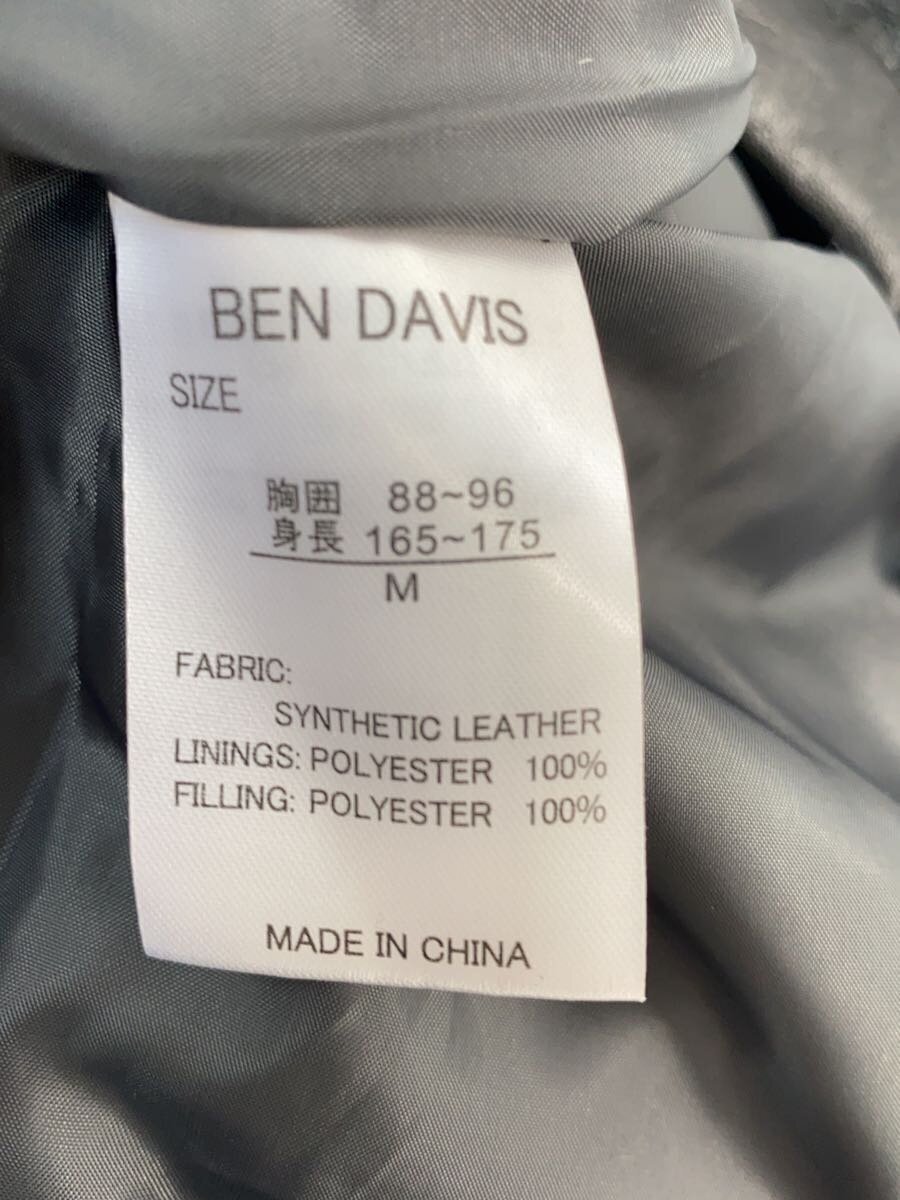 BEN DAVIS
SIZE
胸囲 88~96
身長 165~175
M
FABRIC:
SYNTHETIC LEATHER
LININGS: POLYESTER 100%
FILLING: POLYESTER 100%
MADE IN CHINA